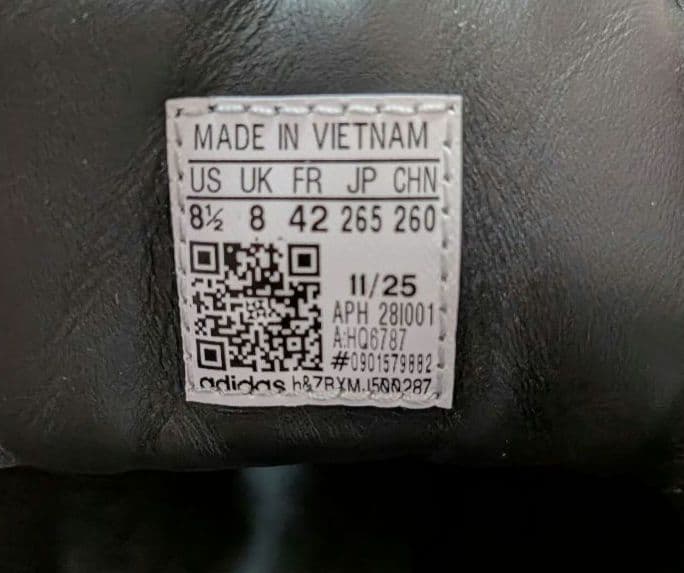 MADE IN VIETNAM
US UK FR JP CHN
8½ 8 42 265 260
11/25
APH 28I001
A:HQ6787
#0901579882
adidas h&7RXMJ500287